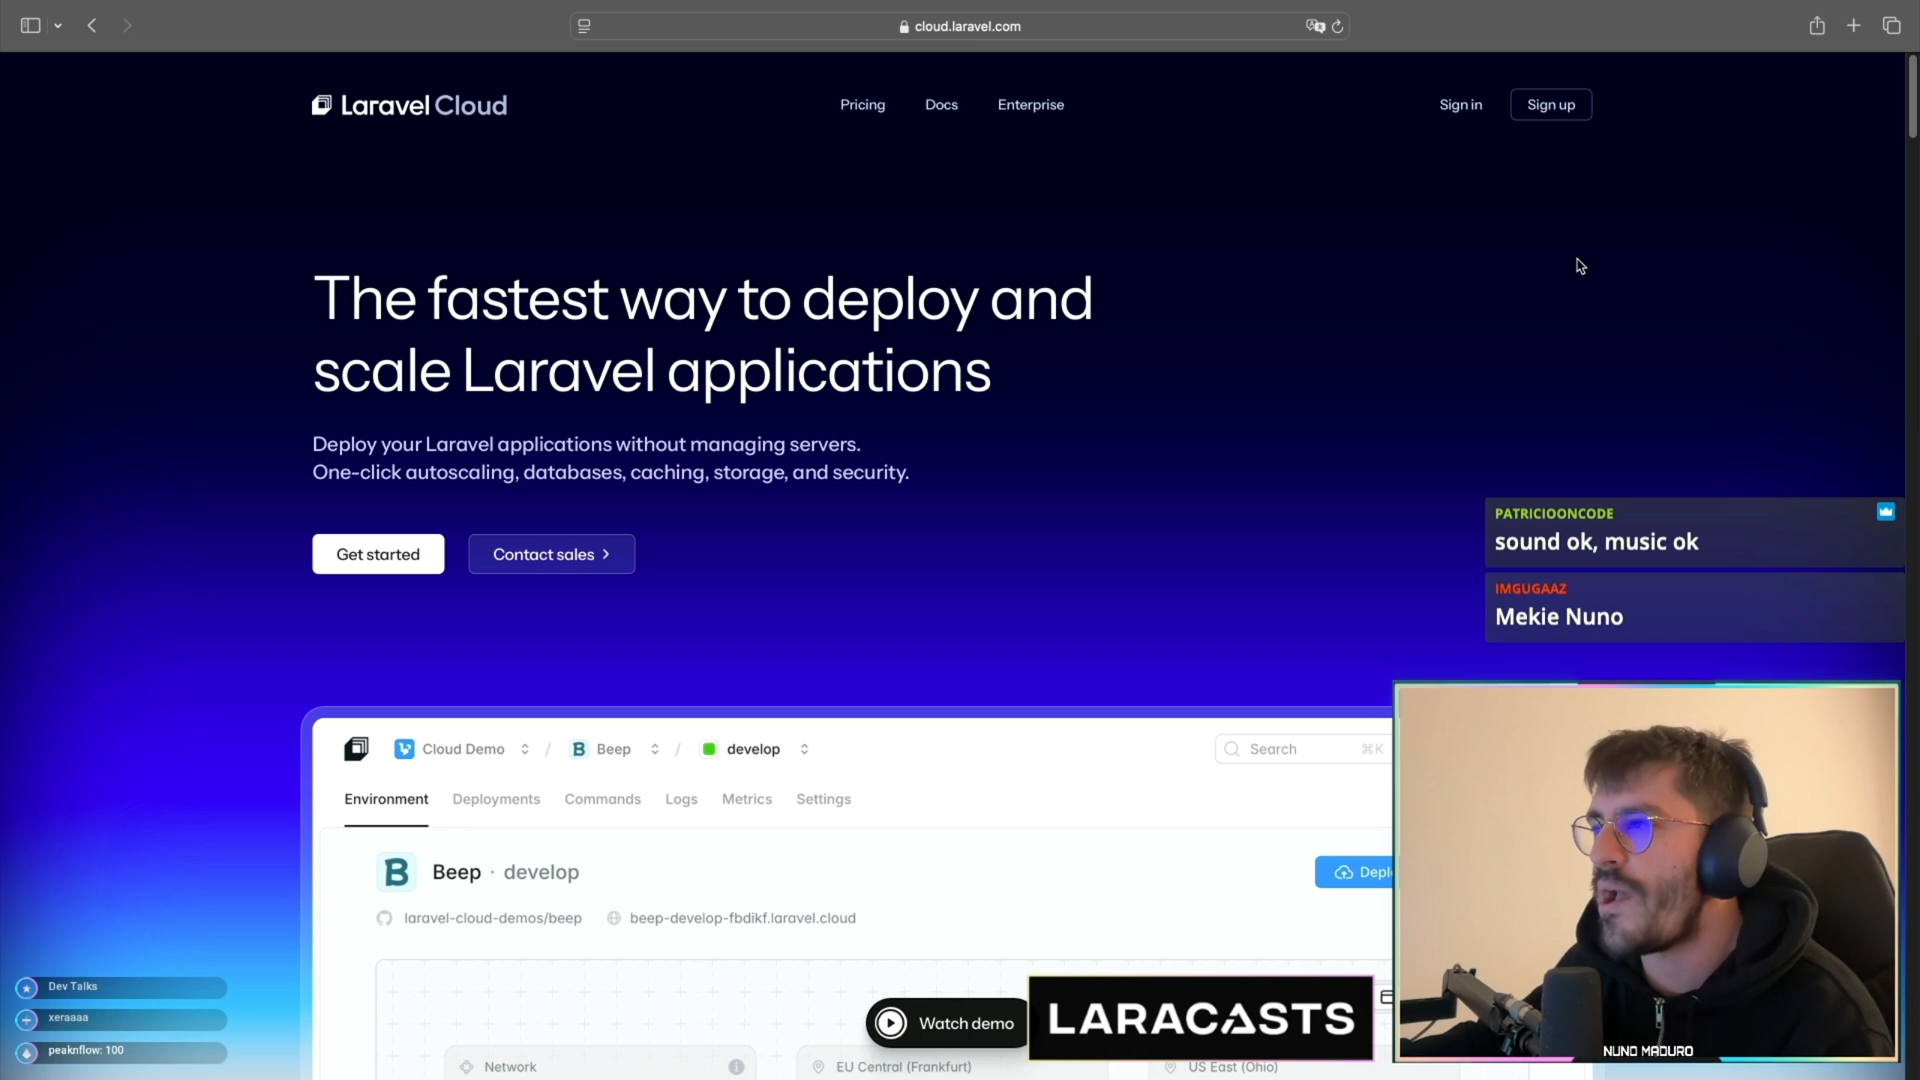 cloud.laravel.com
Laravel Cloud
Pricing
Docs
Enterprise
Sign in
Sign up
The fastest way to deploy and
scale Laravel applications
Deploy your Laravel applications without managing servers.
One-click autoscaling, databases, caching, storage, and security.
Get started
Contact sales
PATRICIOONCODE
sound ok, music ok
IMGUGAAZ
Mekie Nuno
Cloud Demo
/
B Beep
/
develop
Search ⌘K
Environment
Deployments
Commands
Logs
Metrics
Settings
B
Beep · develop
laravel-cloud-demos/beep
beep-develop-fbdikf.laravel.cloud
Dev Talks
xeraaaa
peaknflow: 100
Watch demo
LARACASTS
Network
EU Central (Frankfurt)
US East (Ohio)
NUNO MADURO